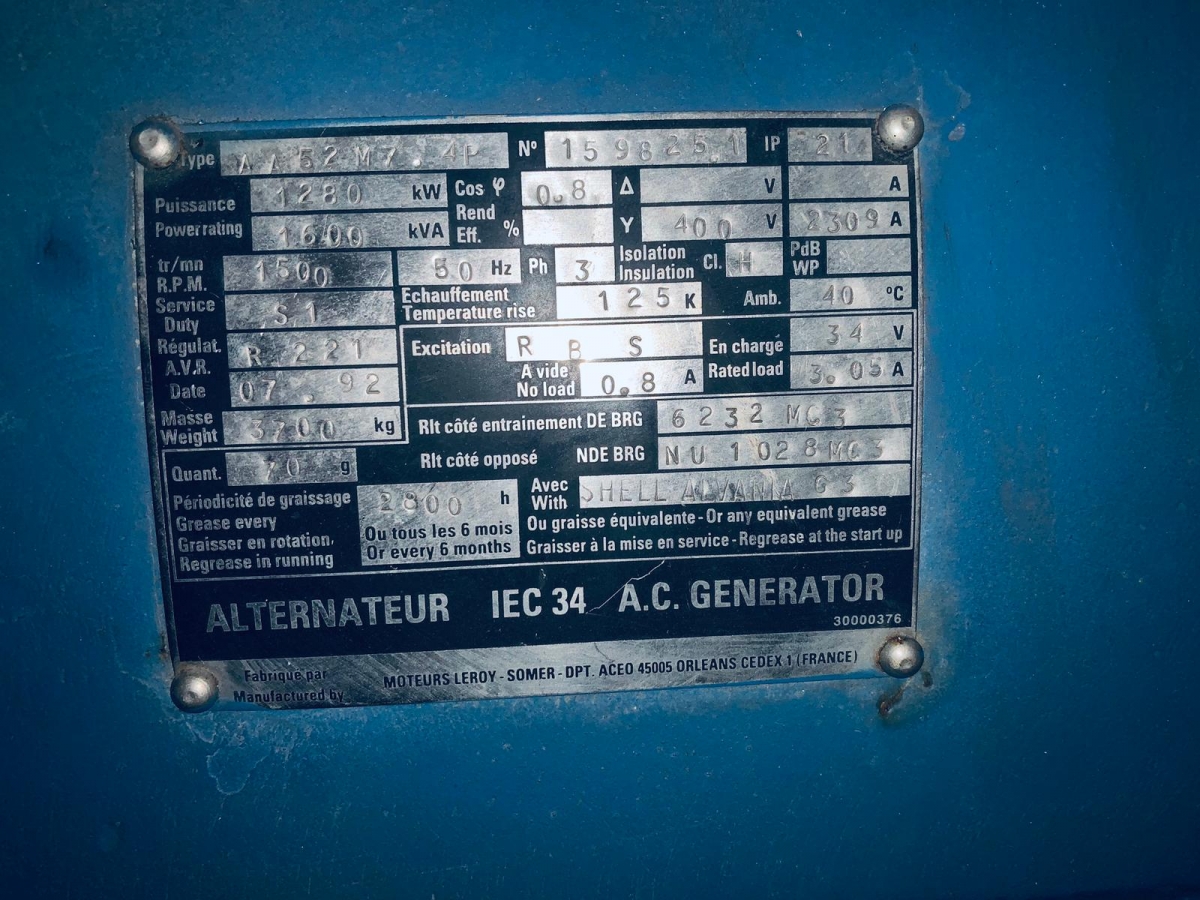 Type AA52M7.4P N° 159825.1 IP 21
Puissance 1280 kW Cos φ 0.8 Δ V A
Power rating 1600 kVA Rend Eff. % Y 400 V 2309 A
tr/mn R.P.M. 1500 50 Hz Ph 3 Isolation Insulation Cl. H PdB WP
Service Duty S1 Echauffement Temperature rise 125 K Amb. 40 °C
Régulat. A.V.R. R 221 Excitation R B S En charge Rated load 34 V
Date 07.92 A vide No load 0.8 A 3.05 A
Masse Weight kg Rlt côté entrainement DE BRG 6232 MC3
Quant. 70 g Rlt côté opposé NDE BRG NU 1028 MC3
Périodicité de graissage 2800 h Avec With SHELL ALVANIA G3
Grease every Ou tous les 6 mois Ou graisse équivalente - Or any equivalent grease
Graisser en rotation. Or every 6 months Graisser à la mise en service - Regrease at the start up
Regrease in running
ALTERNATEUR IEC 34 A.C. GENERATOR
30000376
Fabriqué par MOTEURS LEROY - SOMER - DPT. ACEO 45005 ORLEANS CEDEX 1 (FRANCE)
Manufactured by